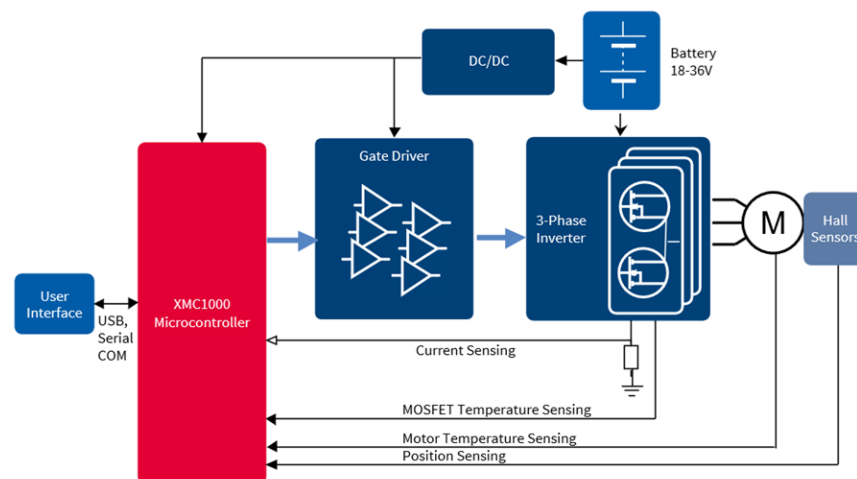 DC/DC
Battery
18-36V
Gate Driver
3-Phase
Inverter
M
Hall
Sensors
User
Interface
USB,
Serial
COM
XMC1000
Microcontroller
Current Sensing
MOSFET Temperature Sensing
Motor Temperature Sensing
Position Sensing